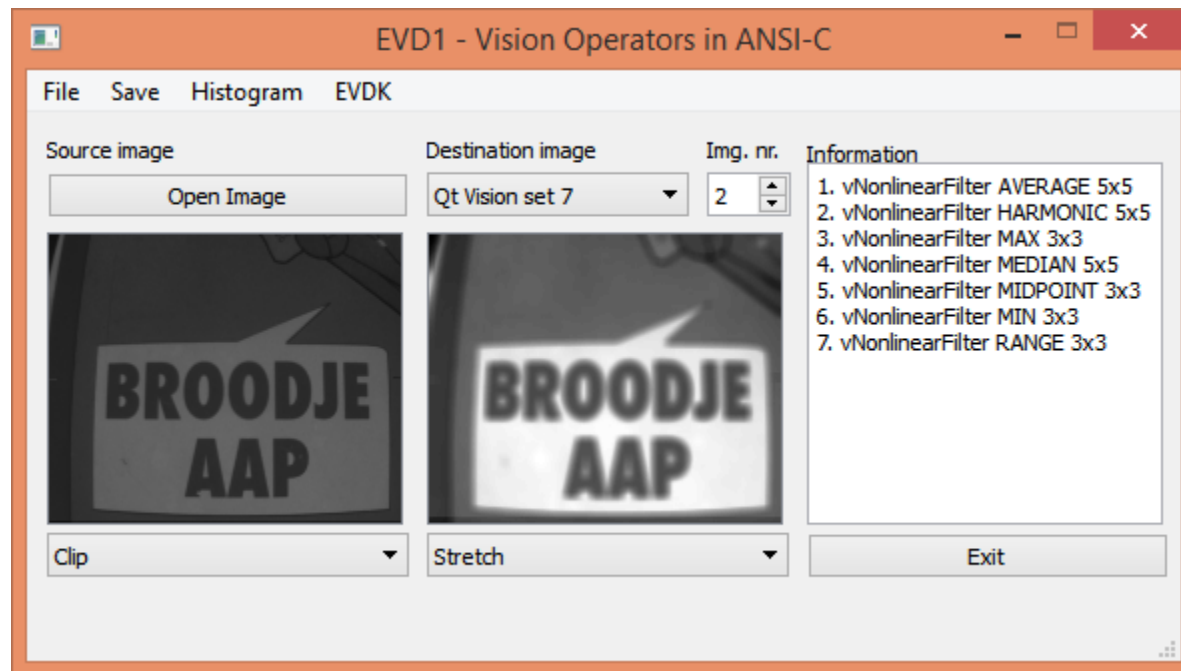 EVD1 - Vision Operators in ANSI-C
File Save Histogram EVDK
Source image
Open Image
BROODJE
AAP
Clip
Destination image
Qt Vision set 7
Img. nr.
2
BROODJE
AAP
Stretch
Information
1. vNonlinearFilter AVERAGE 5x5
2. vNonlinearFilter HARMONIC 5x5
3. vNonlinearFilter MAX 3x3
4. vNonlinearFilter MEDIAN 5x5
5. vNonlinearFilter MIDPOINT 3x3
6. vNonlinearFilter MIN 3x3
7. vNonlinearFilter RANGE 3x3
Exit